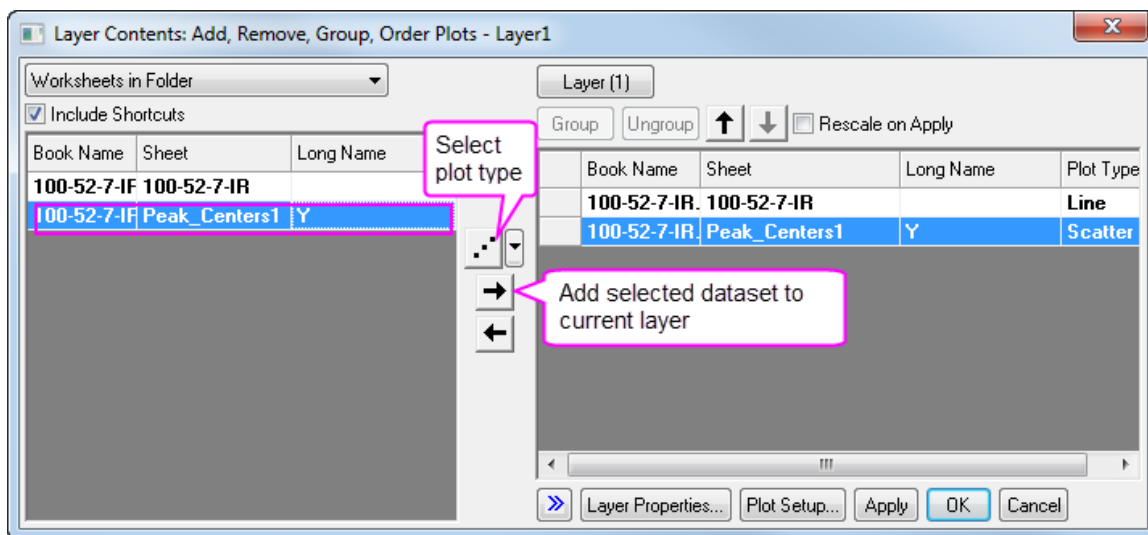 Layer Contents: Add, Remove, Group, Order Plots - Layer1
Worksheets in Folder
Include Shortcuts
Book Name Sheet Long Name
100-52-7-IF 100-52-7-IR
100-52-7-IF Peak_Centers1 Y
Select
plot type
Layer (1)
Group Ungroup Rescale on Apply
Book Name Sheet Long Name Plot Type
100-52-7-IR. 100-52-7-IR Line
100-52-7-IR. Peak_Centers1 Y Scatter
Add selected dataset to
current layer
Layer Properties... Plot Setup... Apply OK Cancel